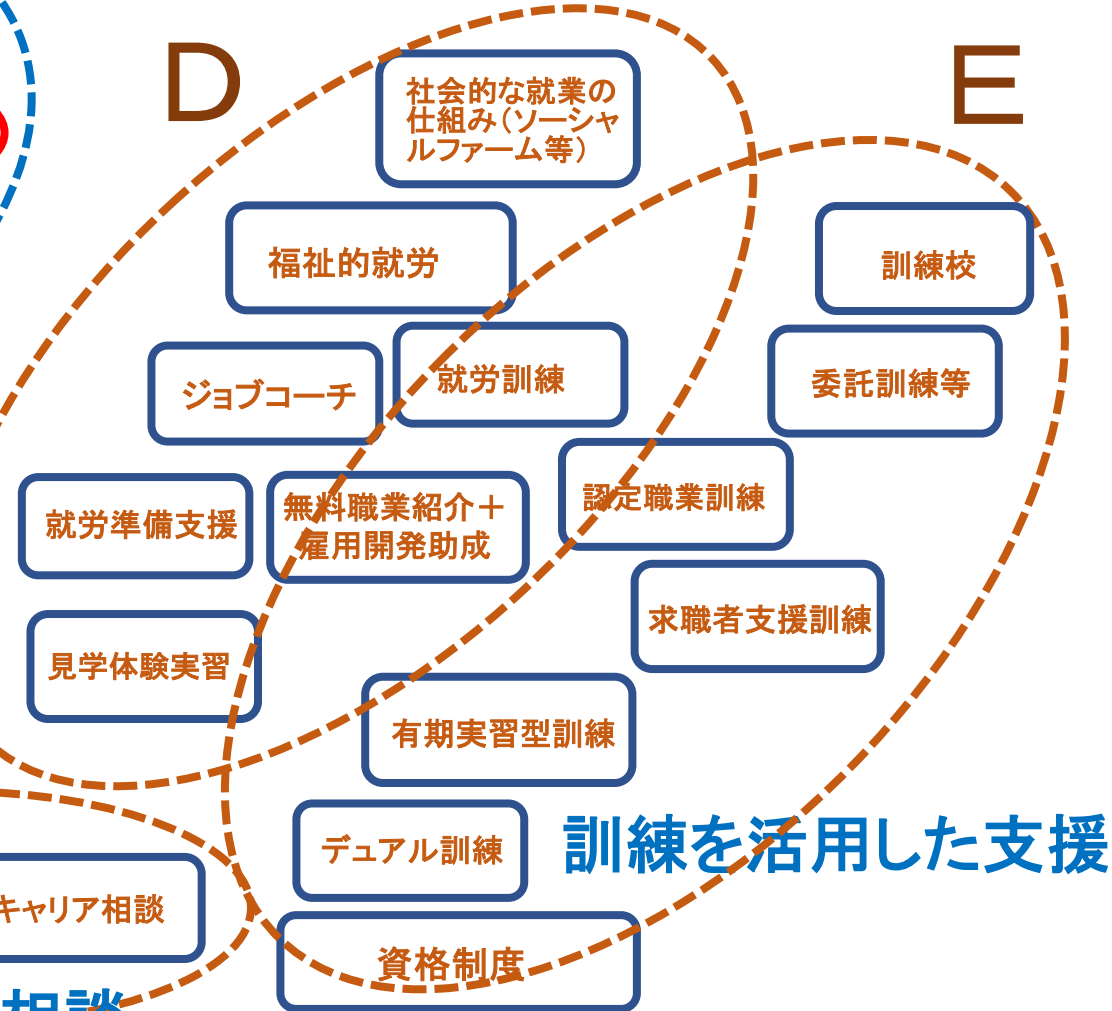 D
E
社会的な就業の
仕組み（ソーシャ
ルファーム等）
福祉的就労
訓練校
ジョブコーチ
就労訓練
委託訓練等
就労準備支援
無料職業紹介＋
雇用開発助成
認定職業訓練
求職者支援訓練
見学体験実習
有期実習型訓練
デュアル訓練
訓練を活用した支援
キャリア相談
資格制度
相談